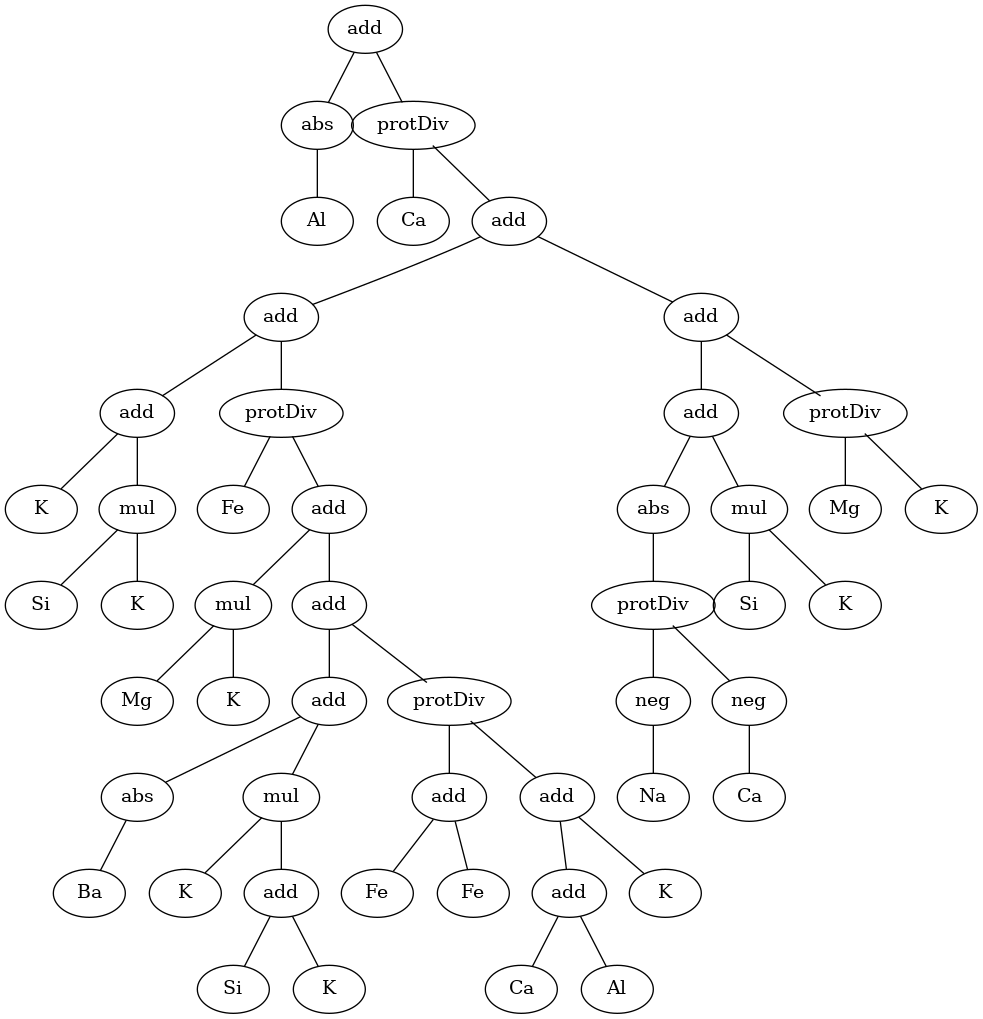 add
abs protDiv
Al Ca add
add add
add protDiv add protDiv
K mul Fe add abs mul Mg K
Si K mul add protDiv Si K
Mg K add protDiv neg neg
abs mul add add Na Ca
Ba K add Fe Fe add K
Si K Ca Al